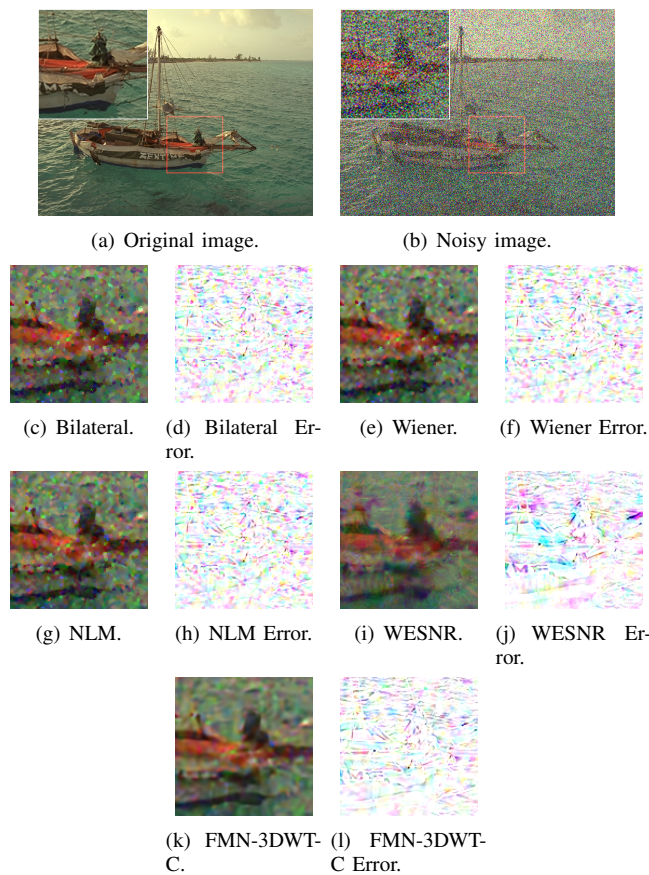 (a) Original image.
(b) Noisy image.
(c) Bilateral.
(d) Bilateral Er-
ror.
(e) Wiener.
(f) Wiener Error.
(g) NLM.
(h) NLM Error.
(i) WESNR.
(j) WESNR Er-
ror.
(k) FMN-3DWT-
C.
(l) FMN-3DWT-
C Error.